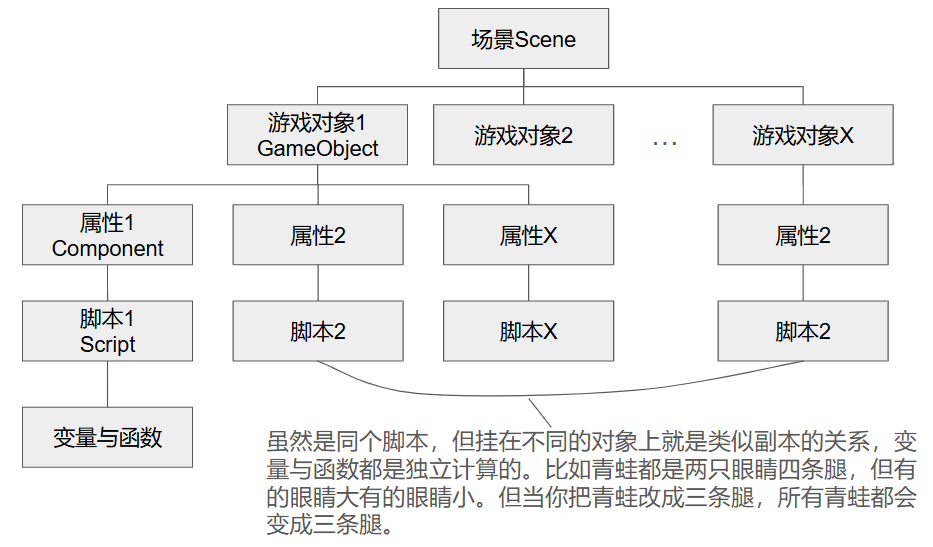 场景Scene
游戏对象1
GameObject
游戏对象2
...
游戏对象X
属性1
Component
属性2
属性X
属性2
脚本1
Script
脚本2
脚本X
脚本2
变量与函数
虽然是同个脚本，但挂在不同的对象上就是类似副本的关系，变
量与函数都是独立计算的。比如青蛙都是两只眼睛四条腿，但有
的眼睛大有的眼睛小。但当你把青蛙改成三条腿，所有青蛙都会
变成三条腿。